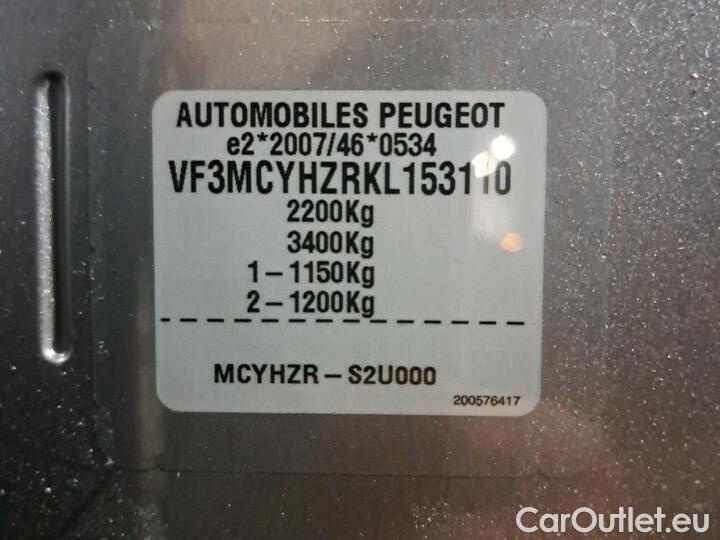 AUTOMOBILES PEUGEOT
e2*2007/46*0534
VF3MCYHZRKL153110
2200Kg
3400Kg
1-1150Kg
2-1200Kg
MCYHZR-S2U000
200576417
CarOutlet.eu